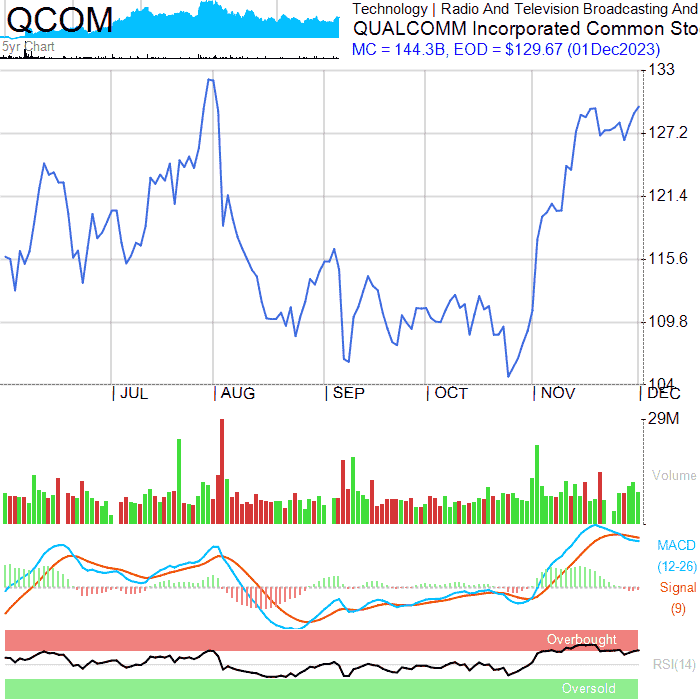 QCOM
5yr Chart
Technology | Radio And Television Broadcasting And
QUALCOMM Incorporated Common Sto
MC = 144.3B, EOD = $129.67 (01Dec2023)
133
127.2
121.4
115.6
109.8
104
JUL
AUG
SEP
OCT
NOV
DEC
29M
Volume
MACD
(12-26)
Signal
(9)
Overbought
RSI(14)
Oversold